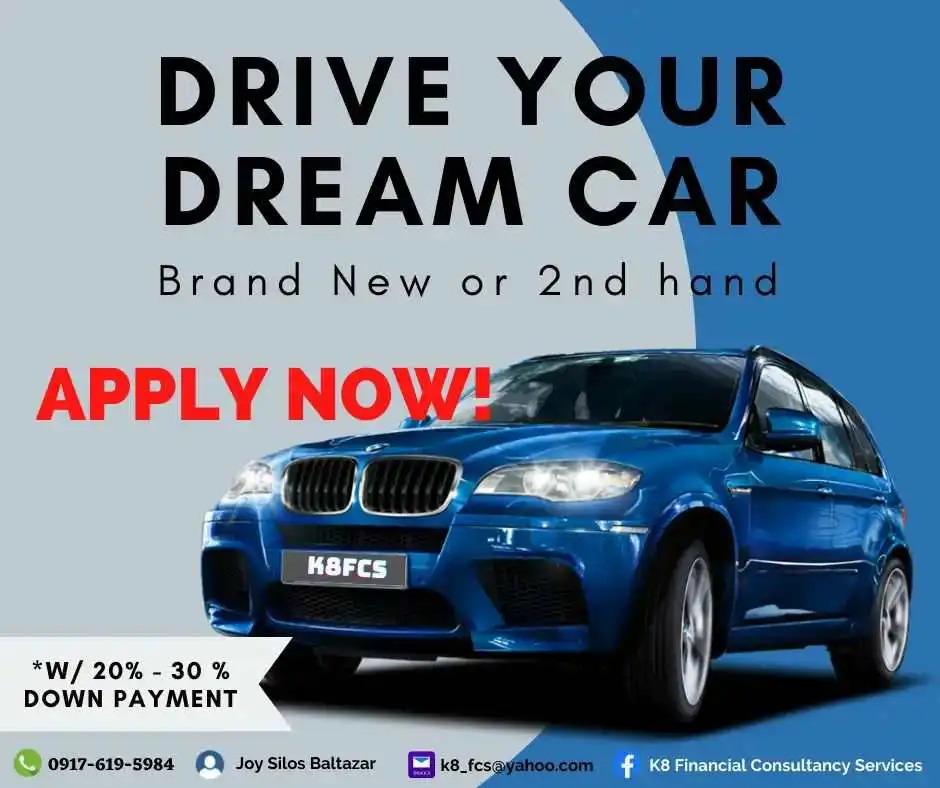 DRIVE YOUR
DREAM CAR
Brand New or 2nd hand
APPLY NOW!
K8FCS
*W/ 20% - 30 %
DOWN PAYMENT
0917-619-5984 Joy Silos Baltazar k8_fcs@yahoo.com K8 Financial Consultancy Services